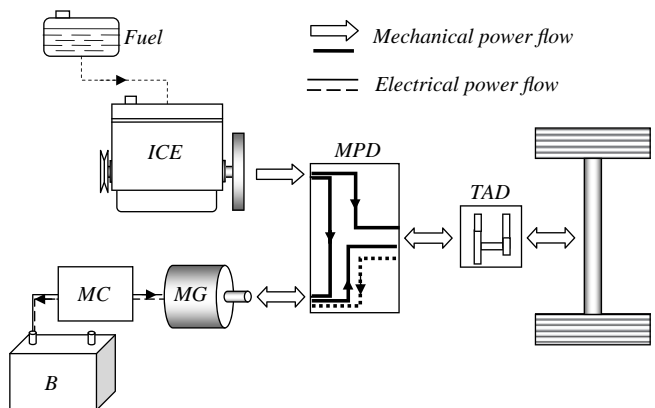 Fuel
Mechanical power flow
Electrical power flow
ICE
MPD
TAD
MC
MG
B